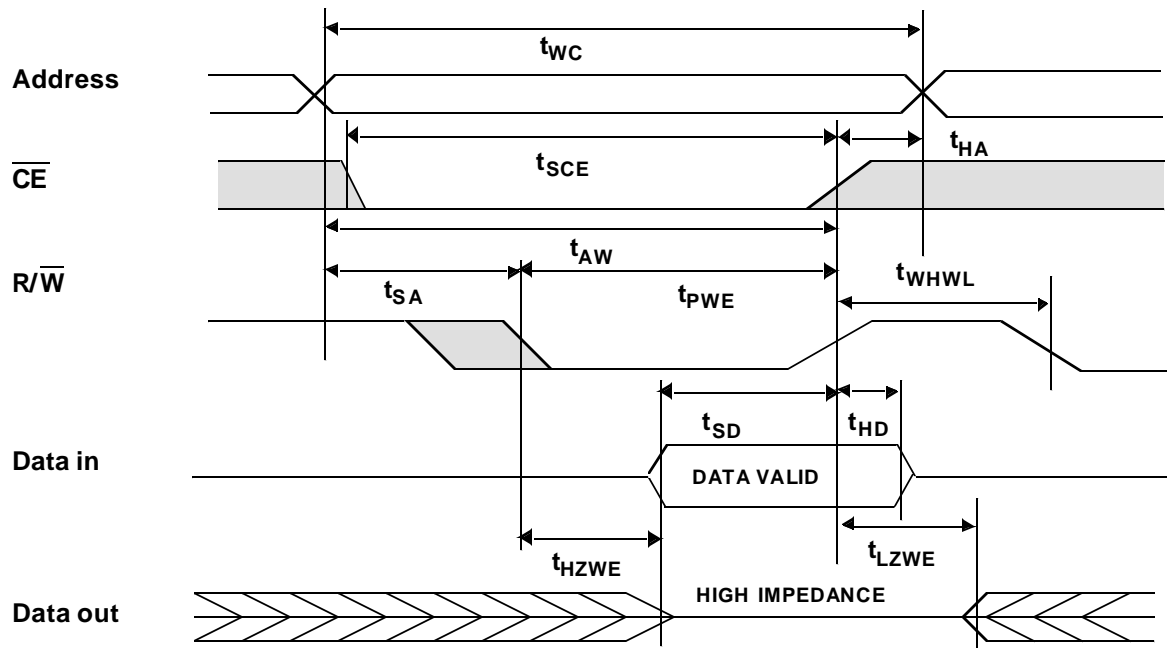 tWC
Address
tHA
CE
tSCE
tAW
R/W
tSA
tPWE
tWHWL
tSD
tHD
Data in
DATA VALID
tHZWE
tLZWE
HIGH IMPEDANCE
Data out